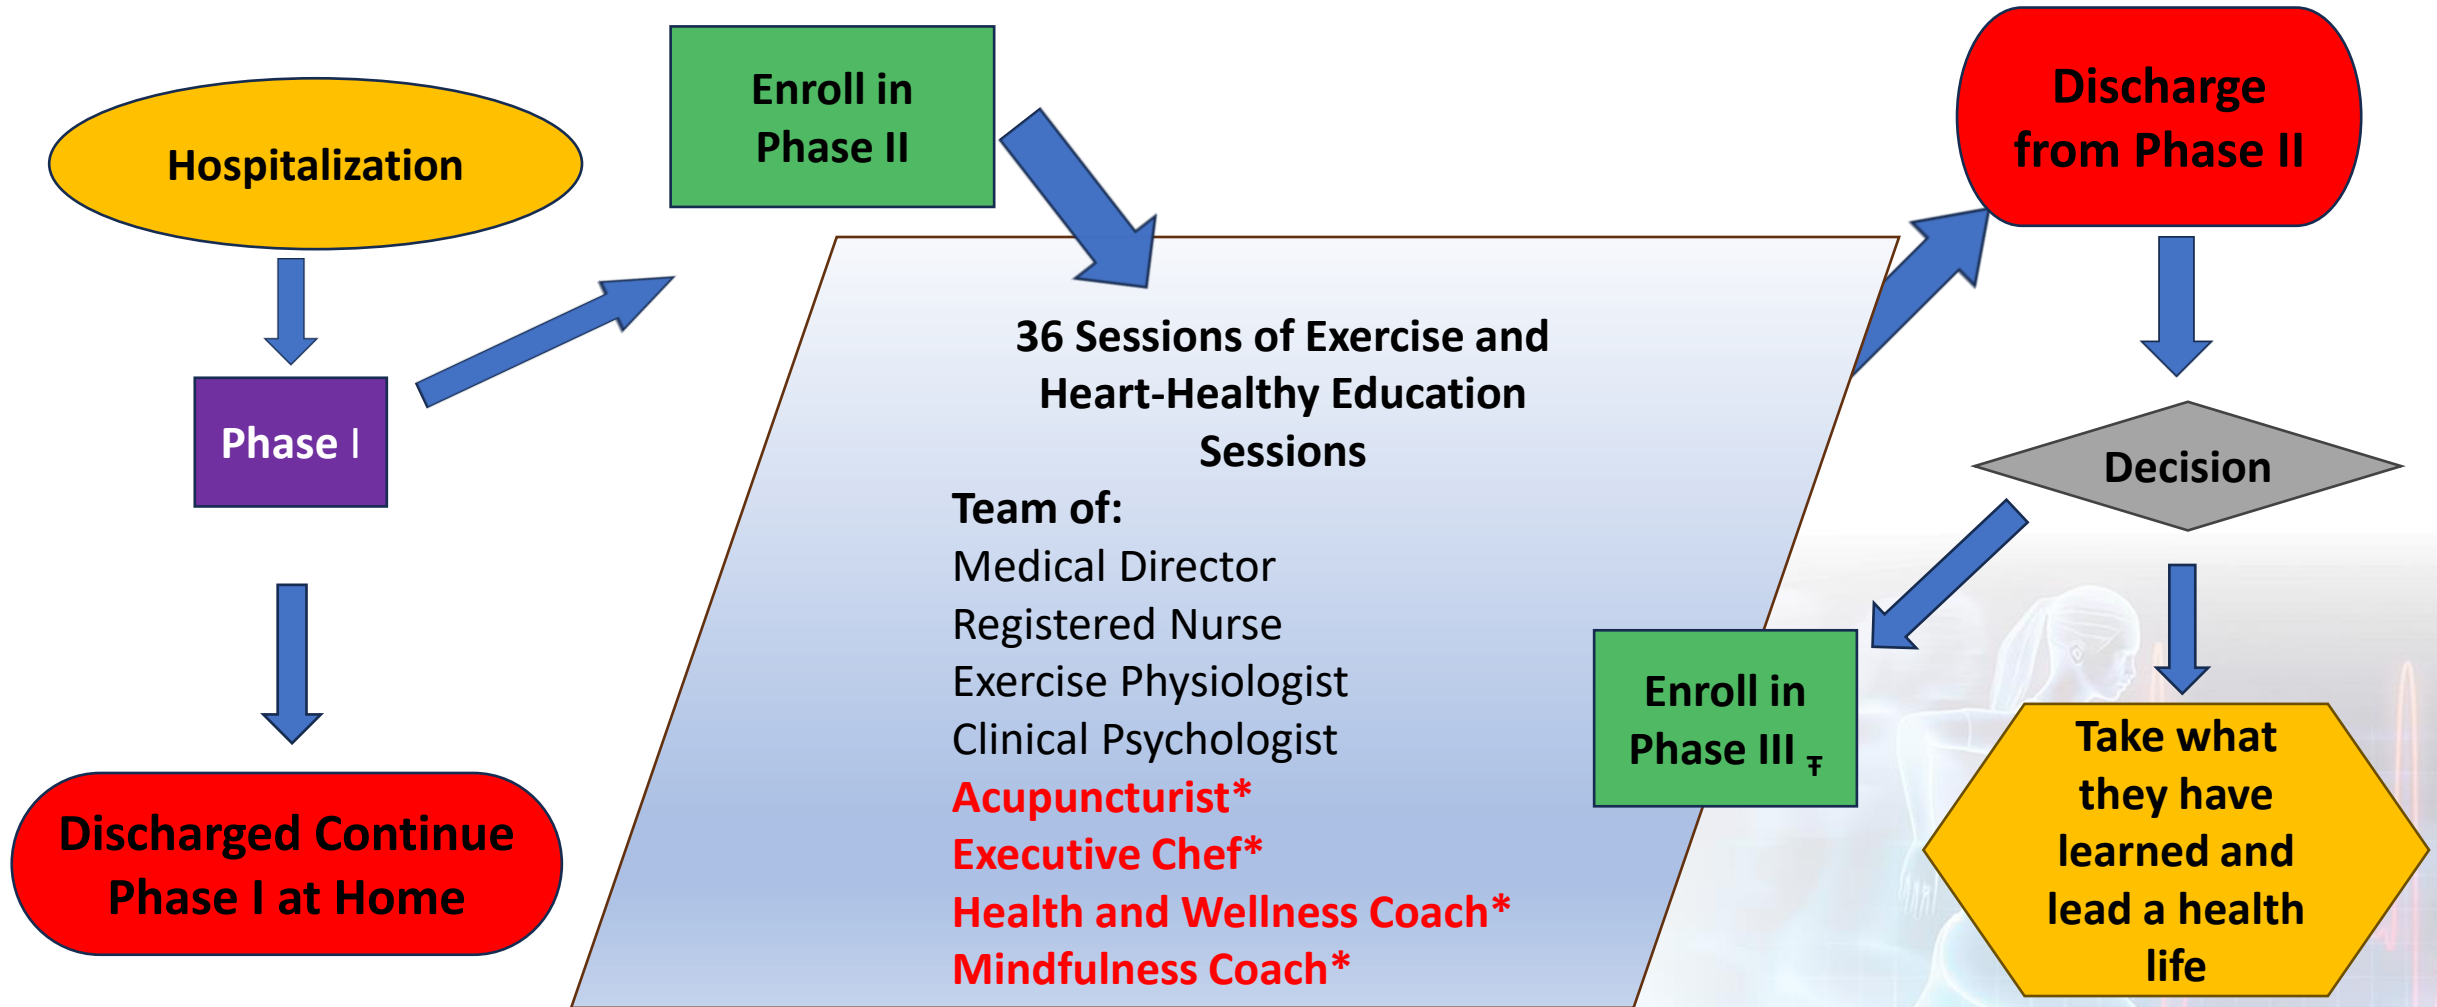 Hospitalization
Phase I
Discharged Continue
Phase I at Home
Enroll in
Phase II
36 Sessions of Exercise and
Heart-Healthy Education
Sessions
Team of:
Medical Director
Registered Nurse
Exercise Physiologist
Clinical Psychologist
Acupuncturist*
Executive Chef*
Health and Wellness Coach*
Mindfulness Coach*
Discharge
from Phase II
Decision
Enroll in
Phase III Ŧ
Take what
they have
learned and
lead a health
life